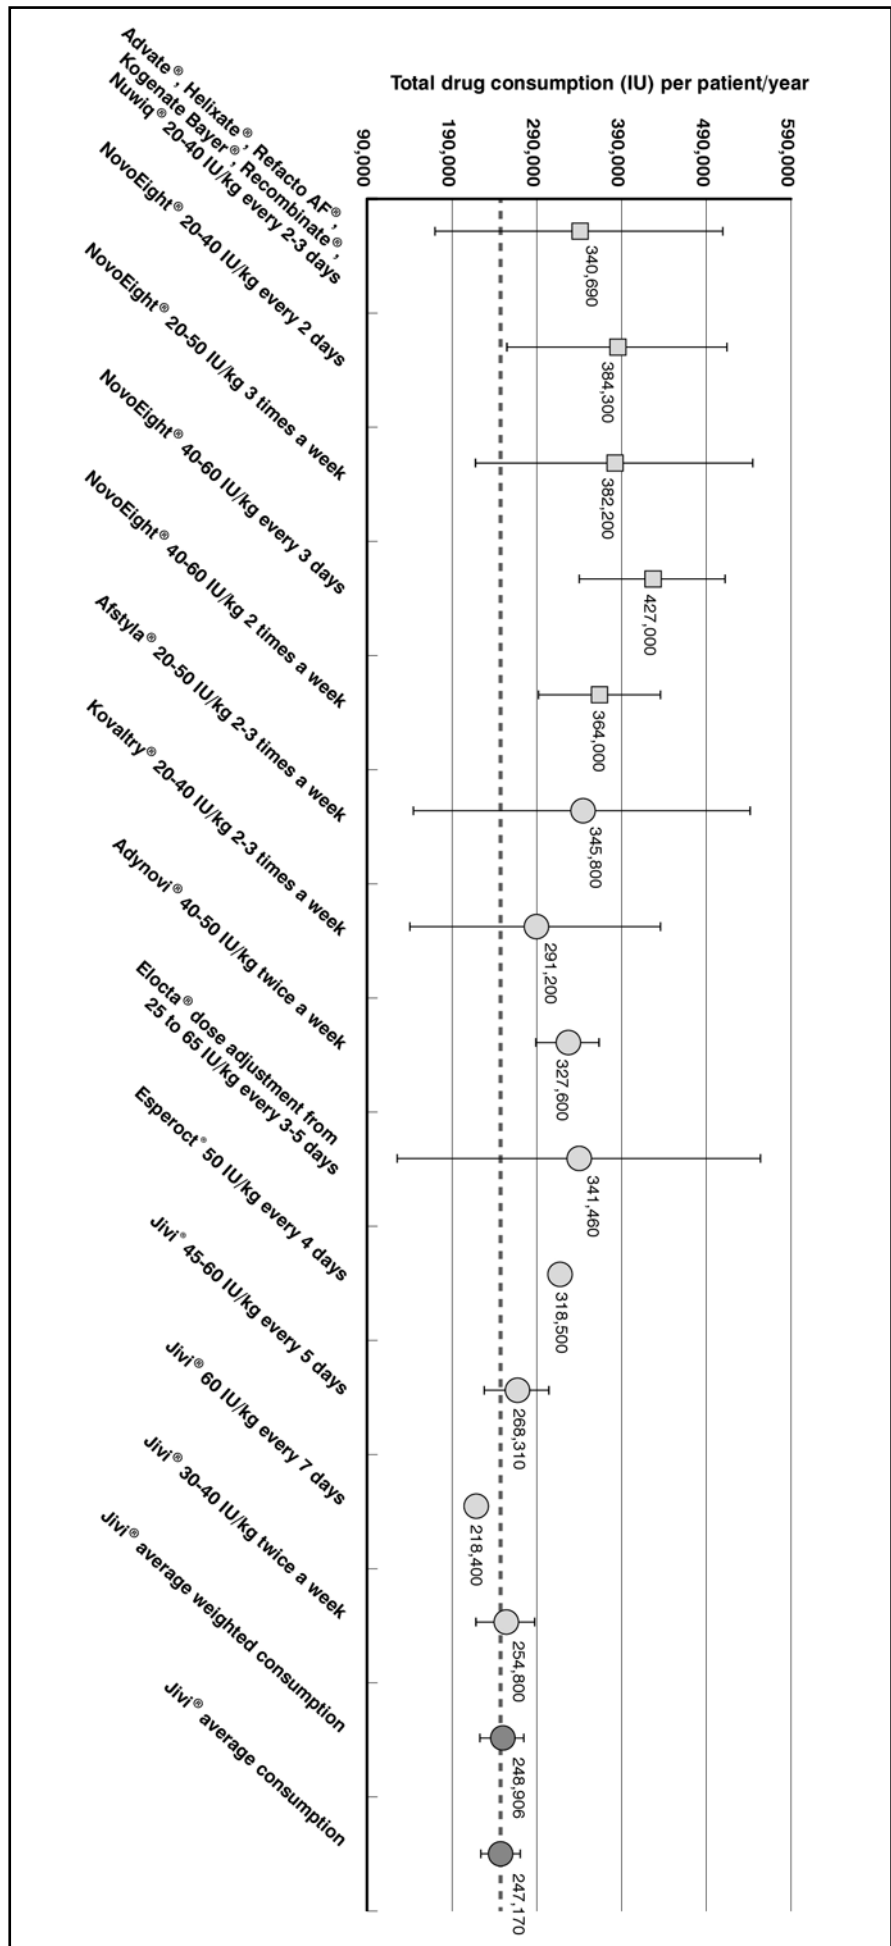 Total drug consumption (IU) per patient/year
590,000
490,000
390,000
290,000
190,000
90,000
340,690
384,300
382,200
427,000
364,000
345,800
291,200
327,600
341,460
318,500
268,310
218,400
254,800
248,906
247,170
Advate®, Helixate®, Refacto AF®,
Kogenate Bayer®, Recombinate®,
Nuwiq® 20-40 IU/kg every 2-3 days
NovoEight® 20-40 IU/kg every 2 days
NovoEight® 20-50 IU/kg 3 times a week
NovoEight® 40-60 IU/kg every 3 days
NovoEight® 40-60 IU/kg 2 times a week
Afstyla® 20-50 IU/kg 2-3 times a week
Kovaltry® 20-40 IU/kg 2-3 times a week
Adynovi® 40-50 IU/kg twice a week
Elocta® dose adjustment from
25 to 65 IU/kg every 3-5 days
Esperoct® 50 IU/kg every 4 days
Jivi® 45-60 IU/kg every 5 days
Jivi® 60 IU/kg every 7 days
Jivi® 30-40 IU/kg twice a week
Jivi® average weighted consumption
Jivi® average consumption